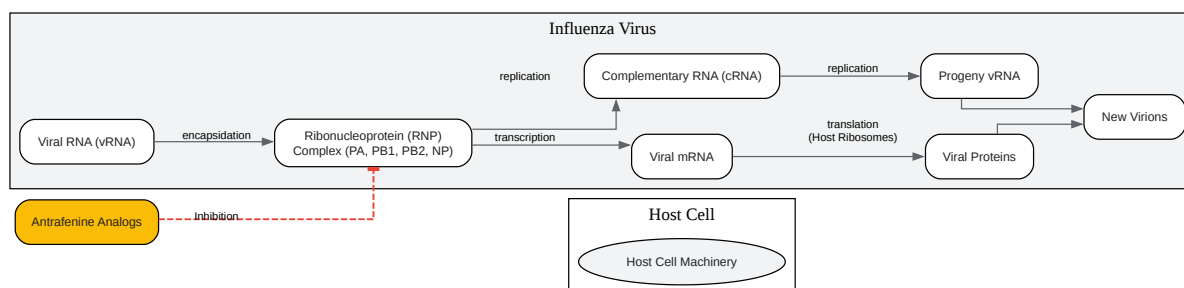 Influenza Virus
replication
Complementary RNA (cRNA)
replication
Progeny vRNA
New Virions
Viral RNA (vRNA)
encapsidation
Ribonucleoprotein (RNP)
Complex (PA, PB1, PB2, NP)
transcription
Viral mRNA
translation
(Host Ribosomes)
Viral Proteins
Antrafenine Analogs
Inhibition
Host Cell
Host Cell Machinery